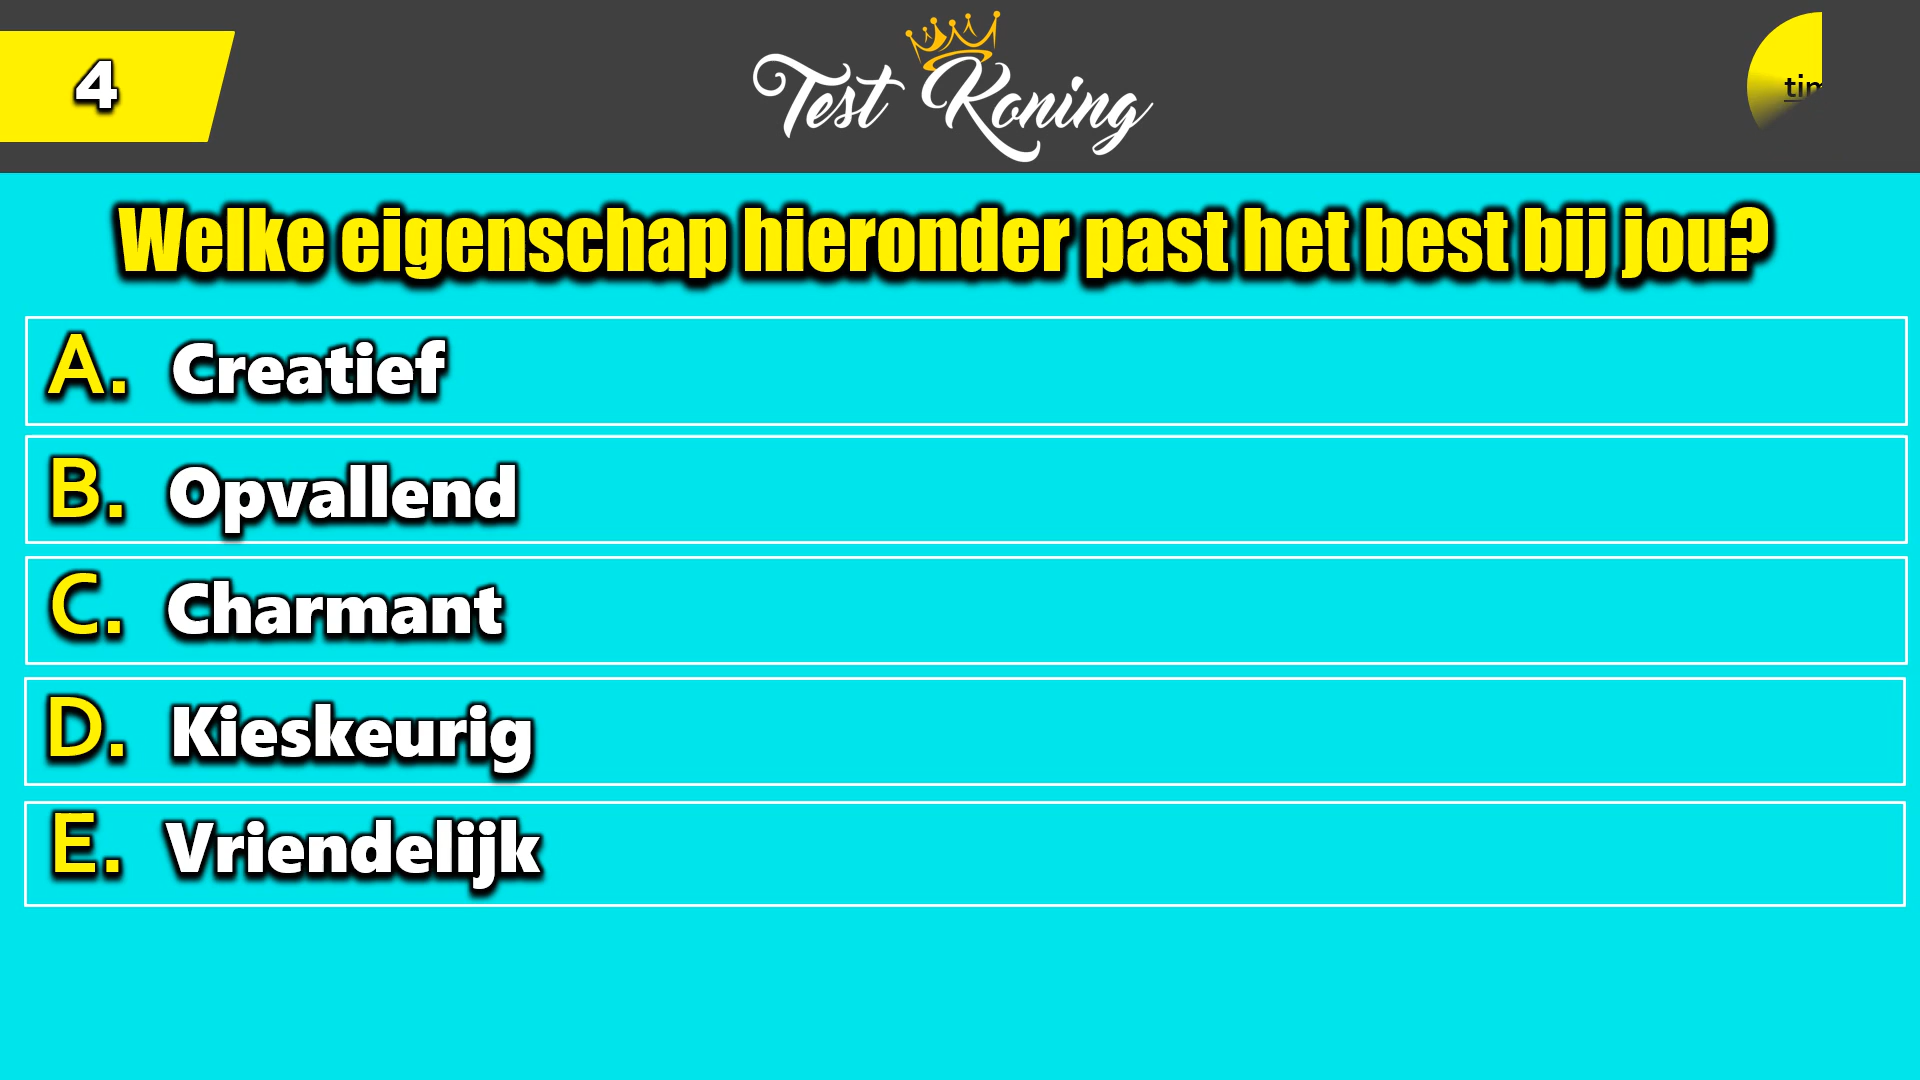 4
Test Koning
Welke eigenschap hieronder past het best bij jou?
A. Creatief
B. Opvallend
C. Charmant
D. Kieskeurig
E. Vriendelijk